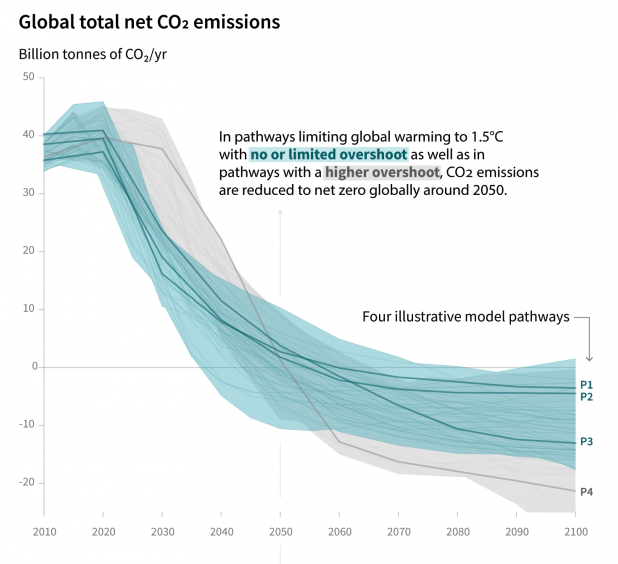 Global total net CO₂ emissions
Billion tonnes of CO₂/yr
50
40
30
20
10
0
-10
-20
In pathways limiting global warming to 1.5°C
with no or limited overshoot as well as in
pathways with a higher overshoot, CO2 emissions
are reduced to net zero globally around 2050.
Four illustrative model pathways
P1
P2
P3
P4
2010 2020 2030 2040 2050 2060 2070 2080 2090 2100